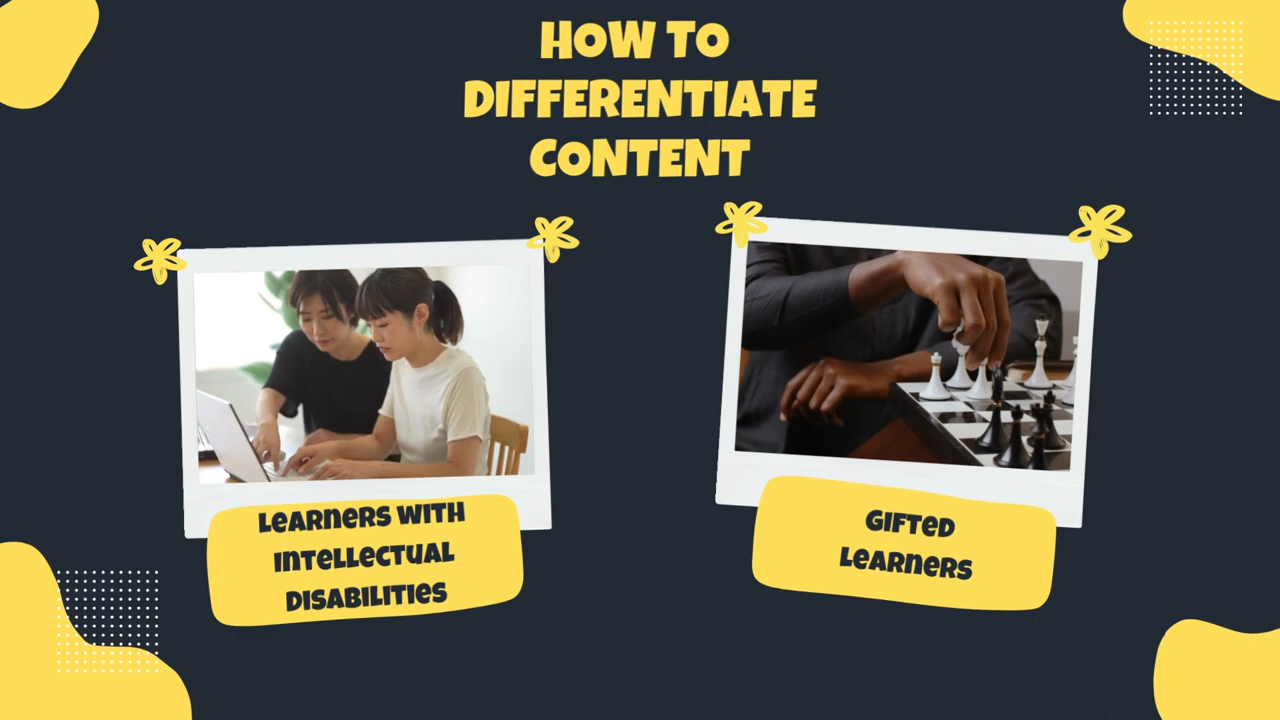 HOW TO
DIFFERENTIATE
CONTENT
Learners with
Intellectual
Disabilities
Gifted
Learners